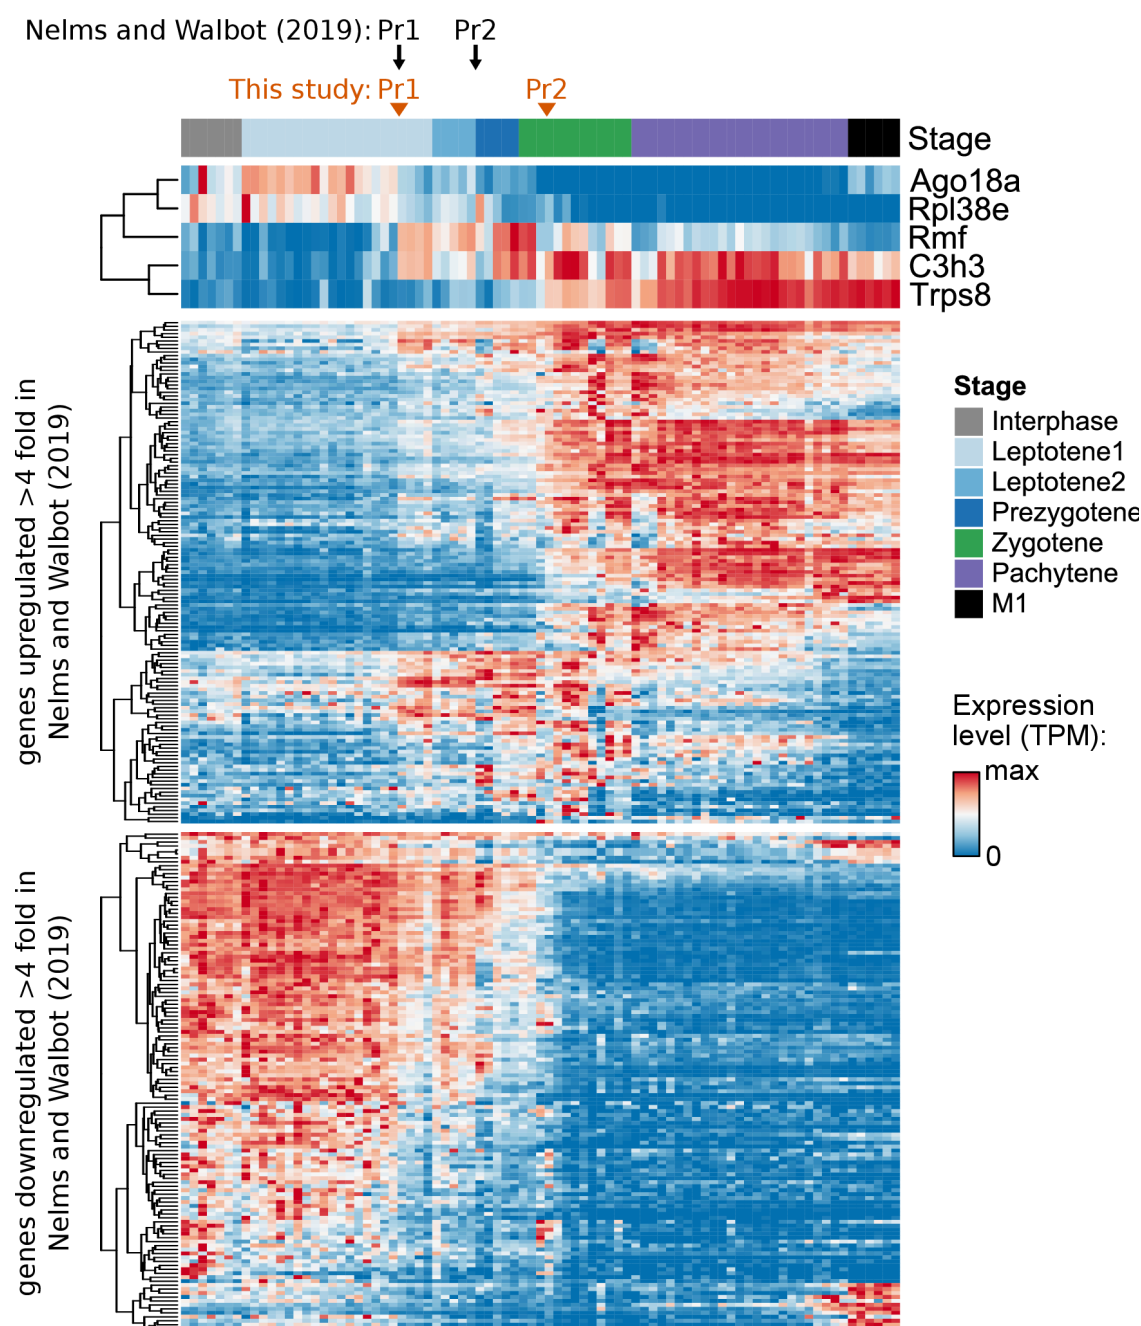 Nelms and Walbot (2019): Pr1 Pr2
This study: Pr1 Pr2
Stage
Ago18a
Rpl38e
Rmf
C3h3
Trps8
genes upregulated >4 fold in
Nelms and Walbot (2019)
genes downregulated >4 fold in
Nelms and Walbot (2019)
Stage
Interphase
Leptotene1
Leptotene2
Prezygotene
Zygotene
Pachytene
M1
Expression
level (TPM):
max
0